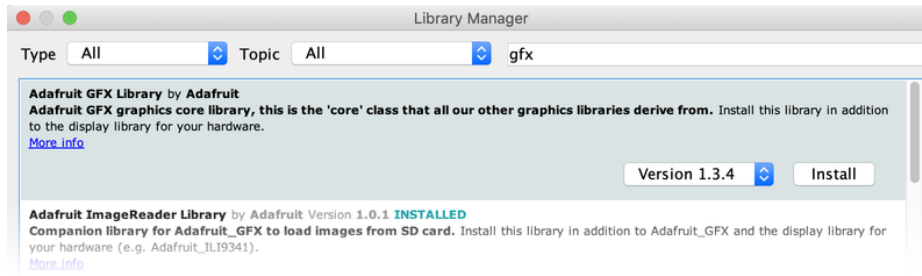 Library Manager
Type All Topic All gfx
Adafruit GFX Library by Adafruit
Adafruit GFX graphics core library, this is the 'core' class that all our other graphics libraries derive from. Install this library in addition
to the display library for your hardware.
More info
Version 1.3.4 Install
Adafruit ImageReader Library by Adafruit Version 1.0.1 INSTALLED
Companion library for Adafruit_GFX to load images from SD card. Install this library in addition to Adafruit_GFX and the display library for
your hardware (e.g. Adafruit_ILI9341).
More info